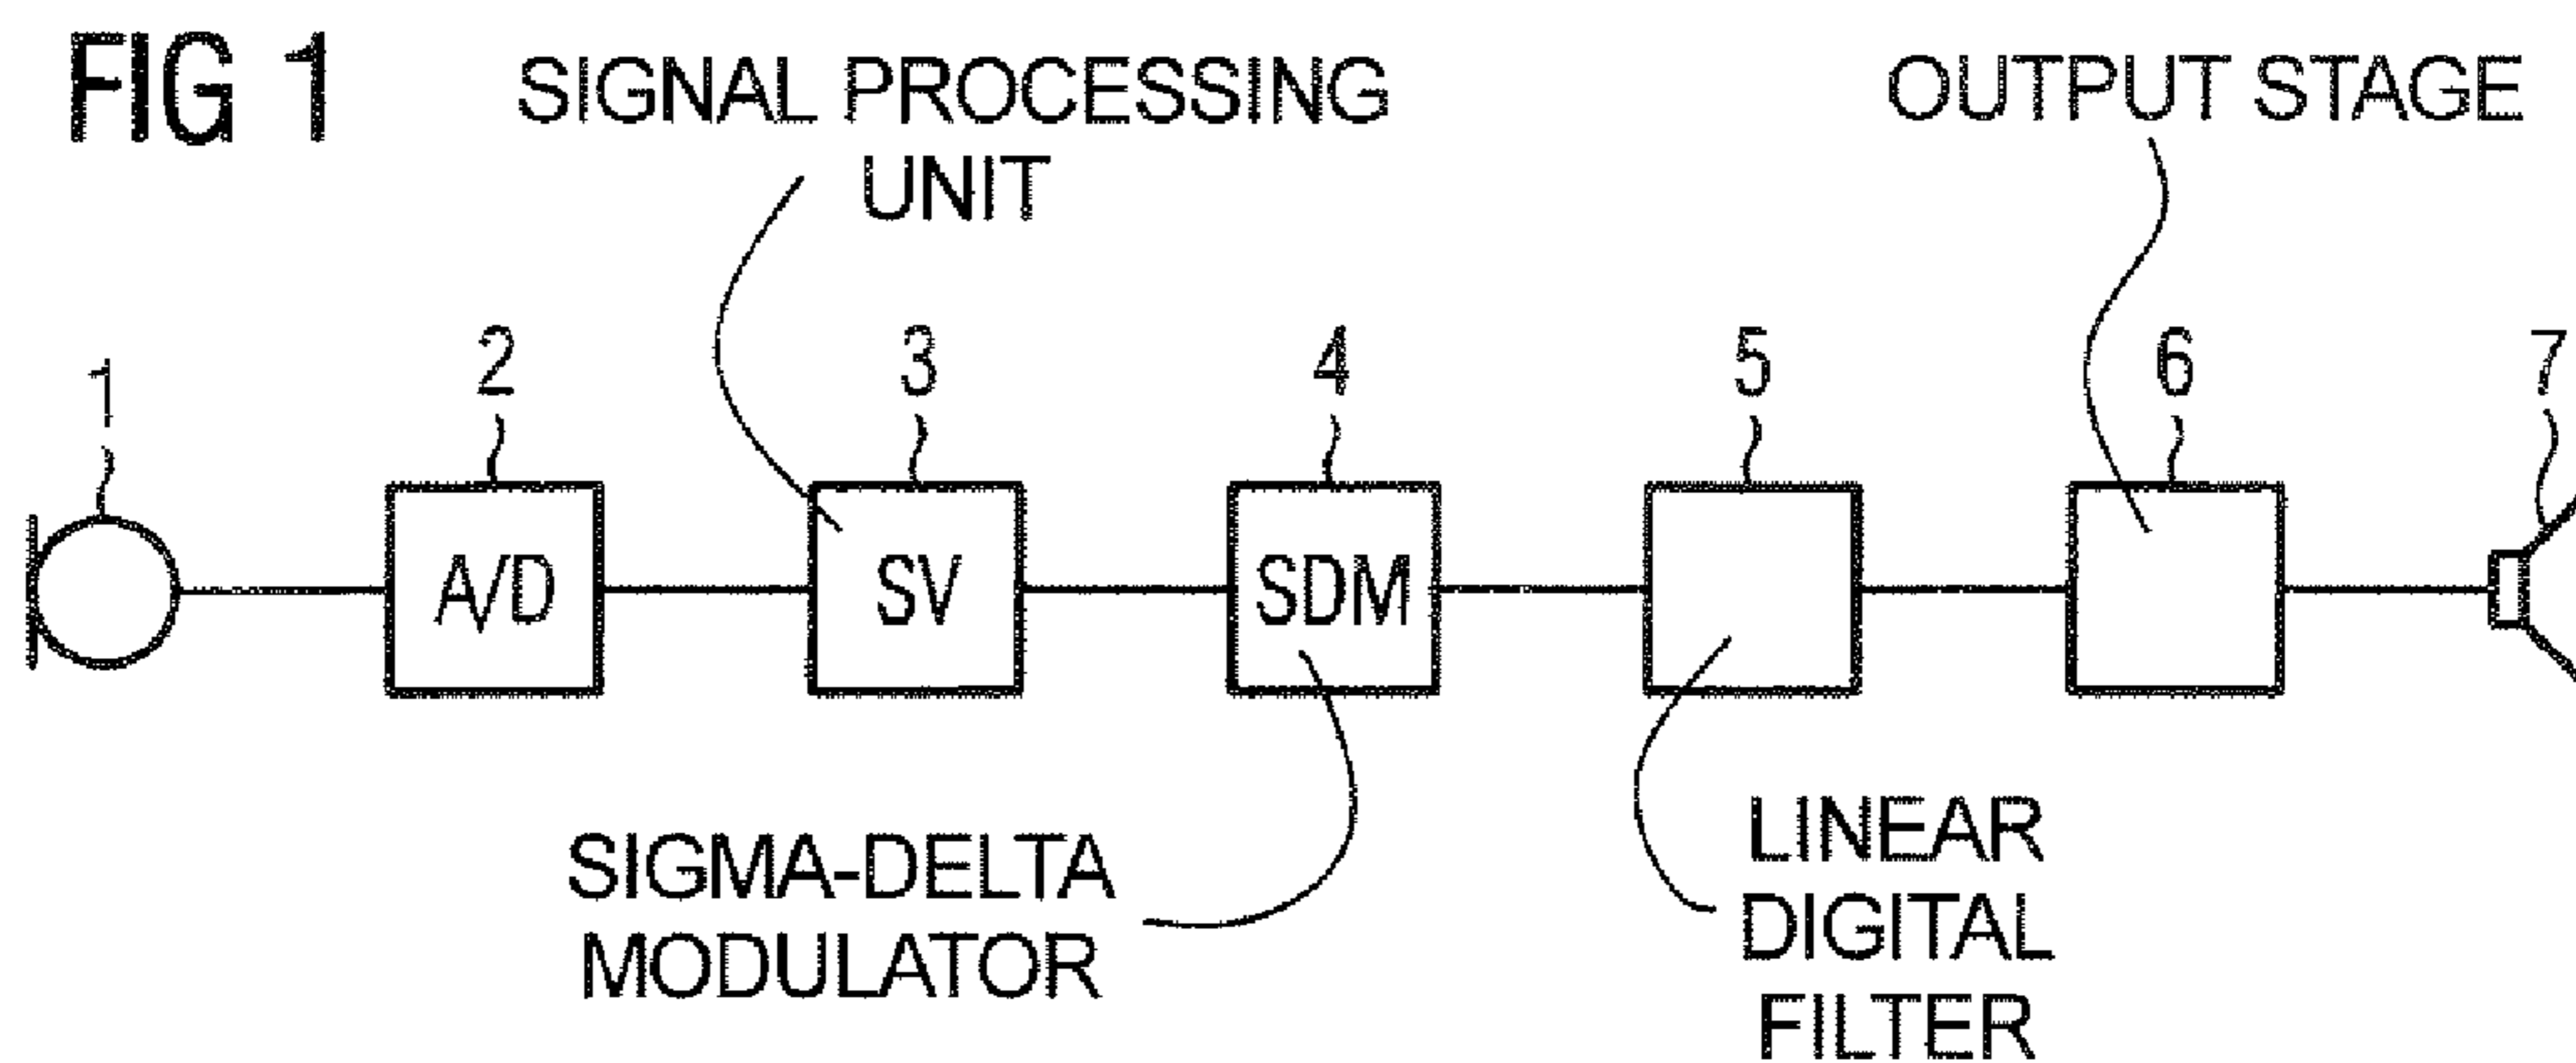 FIG 1
SIGNAL PROCESSING
UNIT
OUTPUT STAGE
1
2
3
4
5
6
7
A/D
SV
SDM
SIGMA-DELTA
MODULATOR
LINEAR
DIGITAL
FILTER